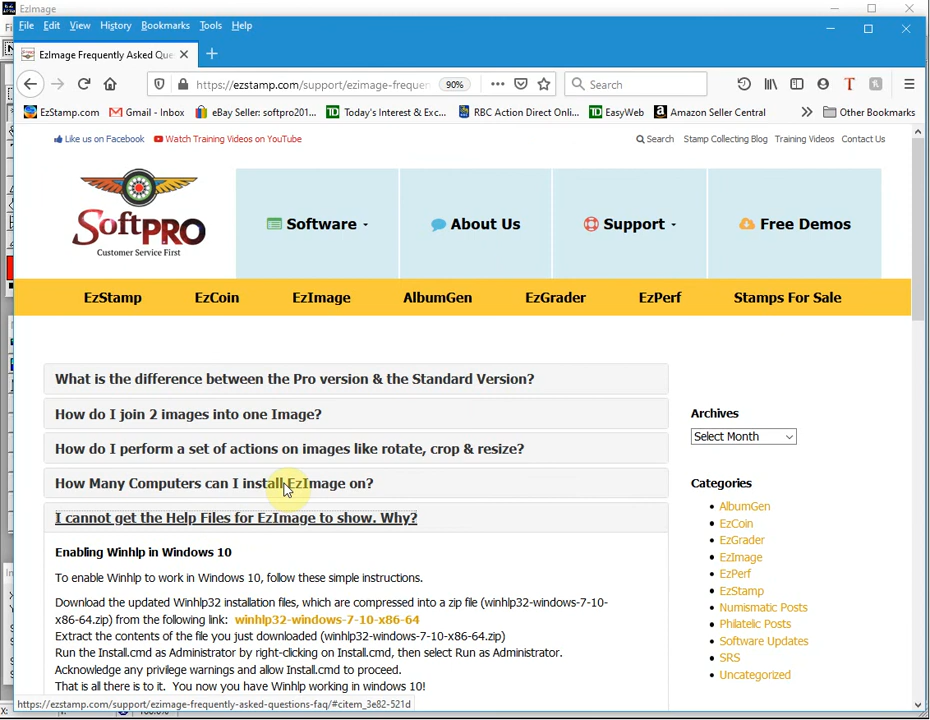 EzImage
File Edit View History Bookmarks Tools Help
EzImage Frequently Asked Que
https://ezstamp.com/support/ezimage-frequen 90% Search
EzStamp.com Gmail - Inbox eBay Seller: softpro201... Today's Interest & Exc... RBC Action Direct Onli... EasyWeb Amazon Seller Central Other Bookmarks
Like us on Facebook Watch Training Videos on YouTube Search Stamp Collecting Blog Training Videos Contact Us
SoftPRO
Customer Service First
Software About Us Support Free Demos
EzStamp EzCoin EzImage AlbumGen EzGrader EzPerf Stamps For Sale
What is the difference between the Pro version & the Standard Version?
How do I join 2 images into one Image?
How do I perform a set of actions on images like rotate, crop & resize?
How Many Computers can I install EzImage on?
I cannot get the Help Files for EzImage to show. Why?
Enabling Winhlp in Windows 10
To enable Winhlp to work in Windows 10, follow these simple instructions.
Download the updated Winhlp32 installation files, which are compressed into a zip file (winhlp32-windows-7-10-
x86-64.zip) from the following link: winhlp32-windows-7-10-x86-64
Extract the contents of the file you just downloaded (winhlp32-windows-7-10-x86-64.zip)
Run the Install.cmd as Administrator by right-clicking on Install.cmd, then select Run as Administrator.
Acknowledge any privilege warnings and allow Install.cmd to proceed.
That is all there is to it. You now you have Winhlp working in windows 10!
Archives
Select Month
Categories
AlbumGen
EzCoin
EzGrader
EzImage
EzPerf
EzStamp
Numismatic Posts
Philatelic Posts
Software Updates
SRS
Uncategorized
https://ezstamp.com/support/ezimage-frequently-asked-questions-faq/#citem_3e82-521d